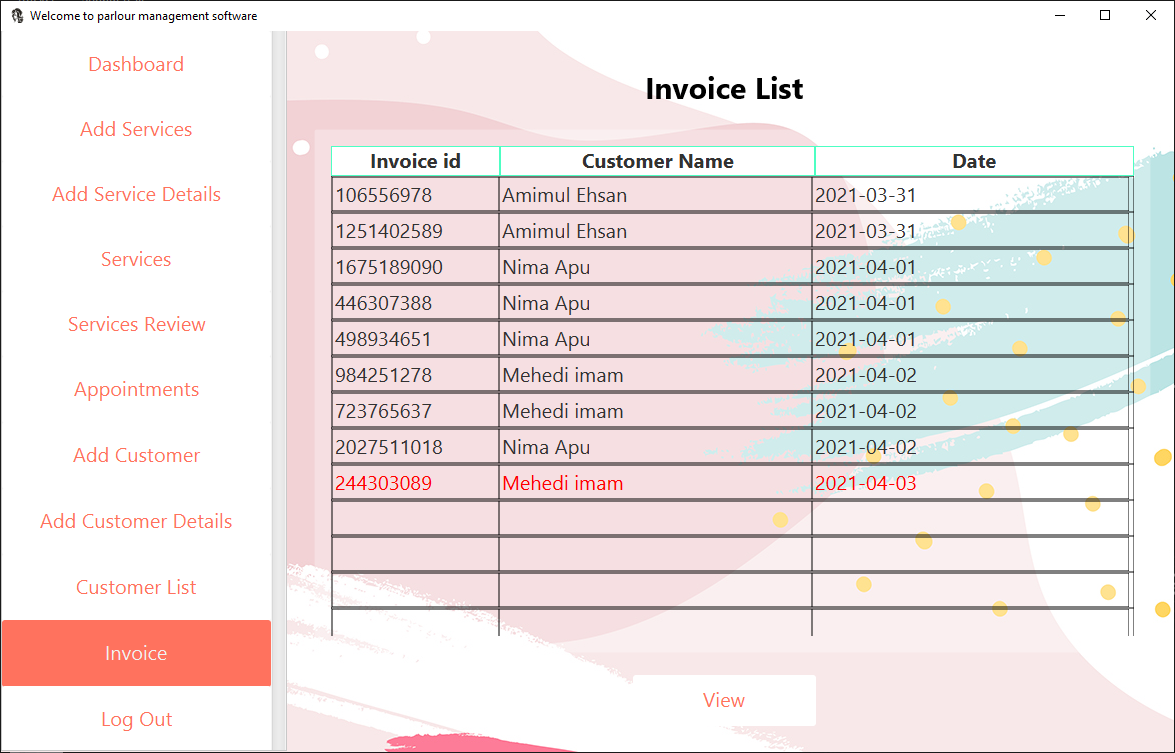 Welcome to parlour management software
Dashboard
Add Services
Add Service Details
Services
Services Review
Appointments
Add Customer
Add Customer Details
Customer List
Invoice
Log Out
Invoice List
Invoice id Customer Name Date
106556978 Amimul Ehsan 2021-03-31
1251402589 Amimul Ehsan 2021-03-31
1675189090 Nima Apu 2021-04-01
446307388 Nima Apu 2021-04-01
498934651 Nima Apu 2021-04-01
984251278 Mehedi imam 2021-04-02
723765637 Mehedi imam 2021-04-02
2027511018 Nima Apu 2021-04-02
244303089 Mehedi imam 2021-04-03
View